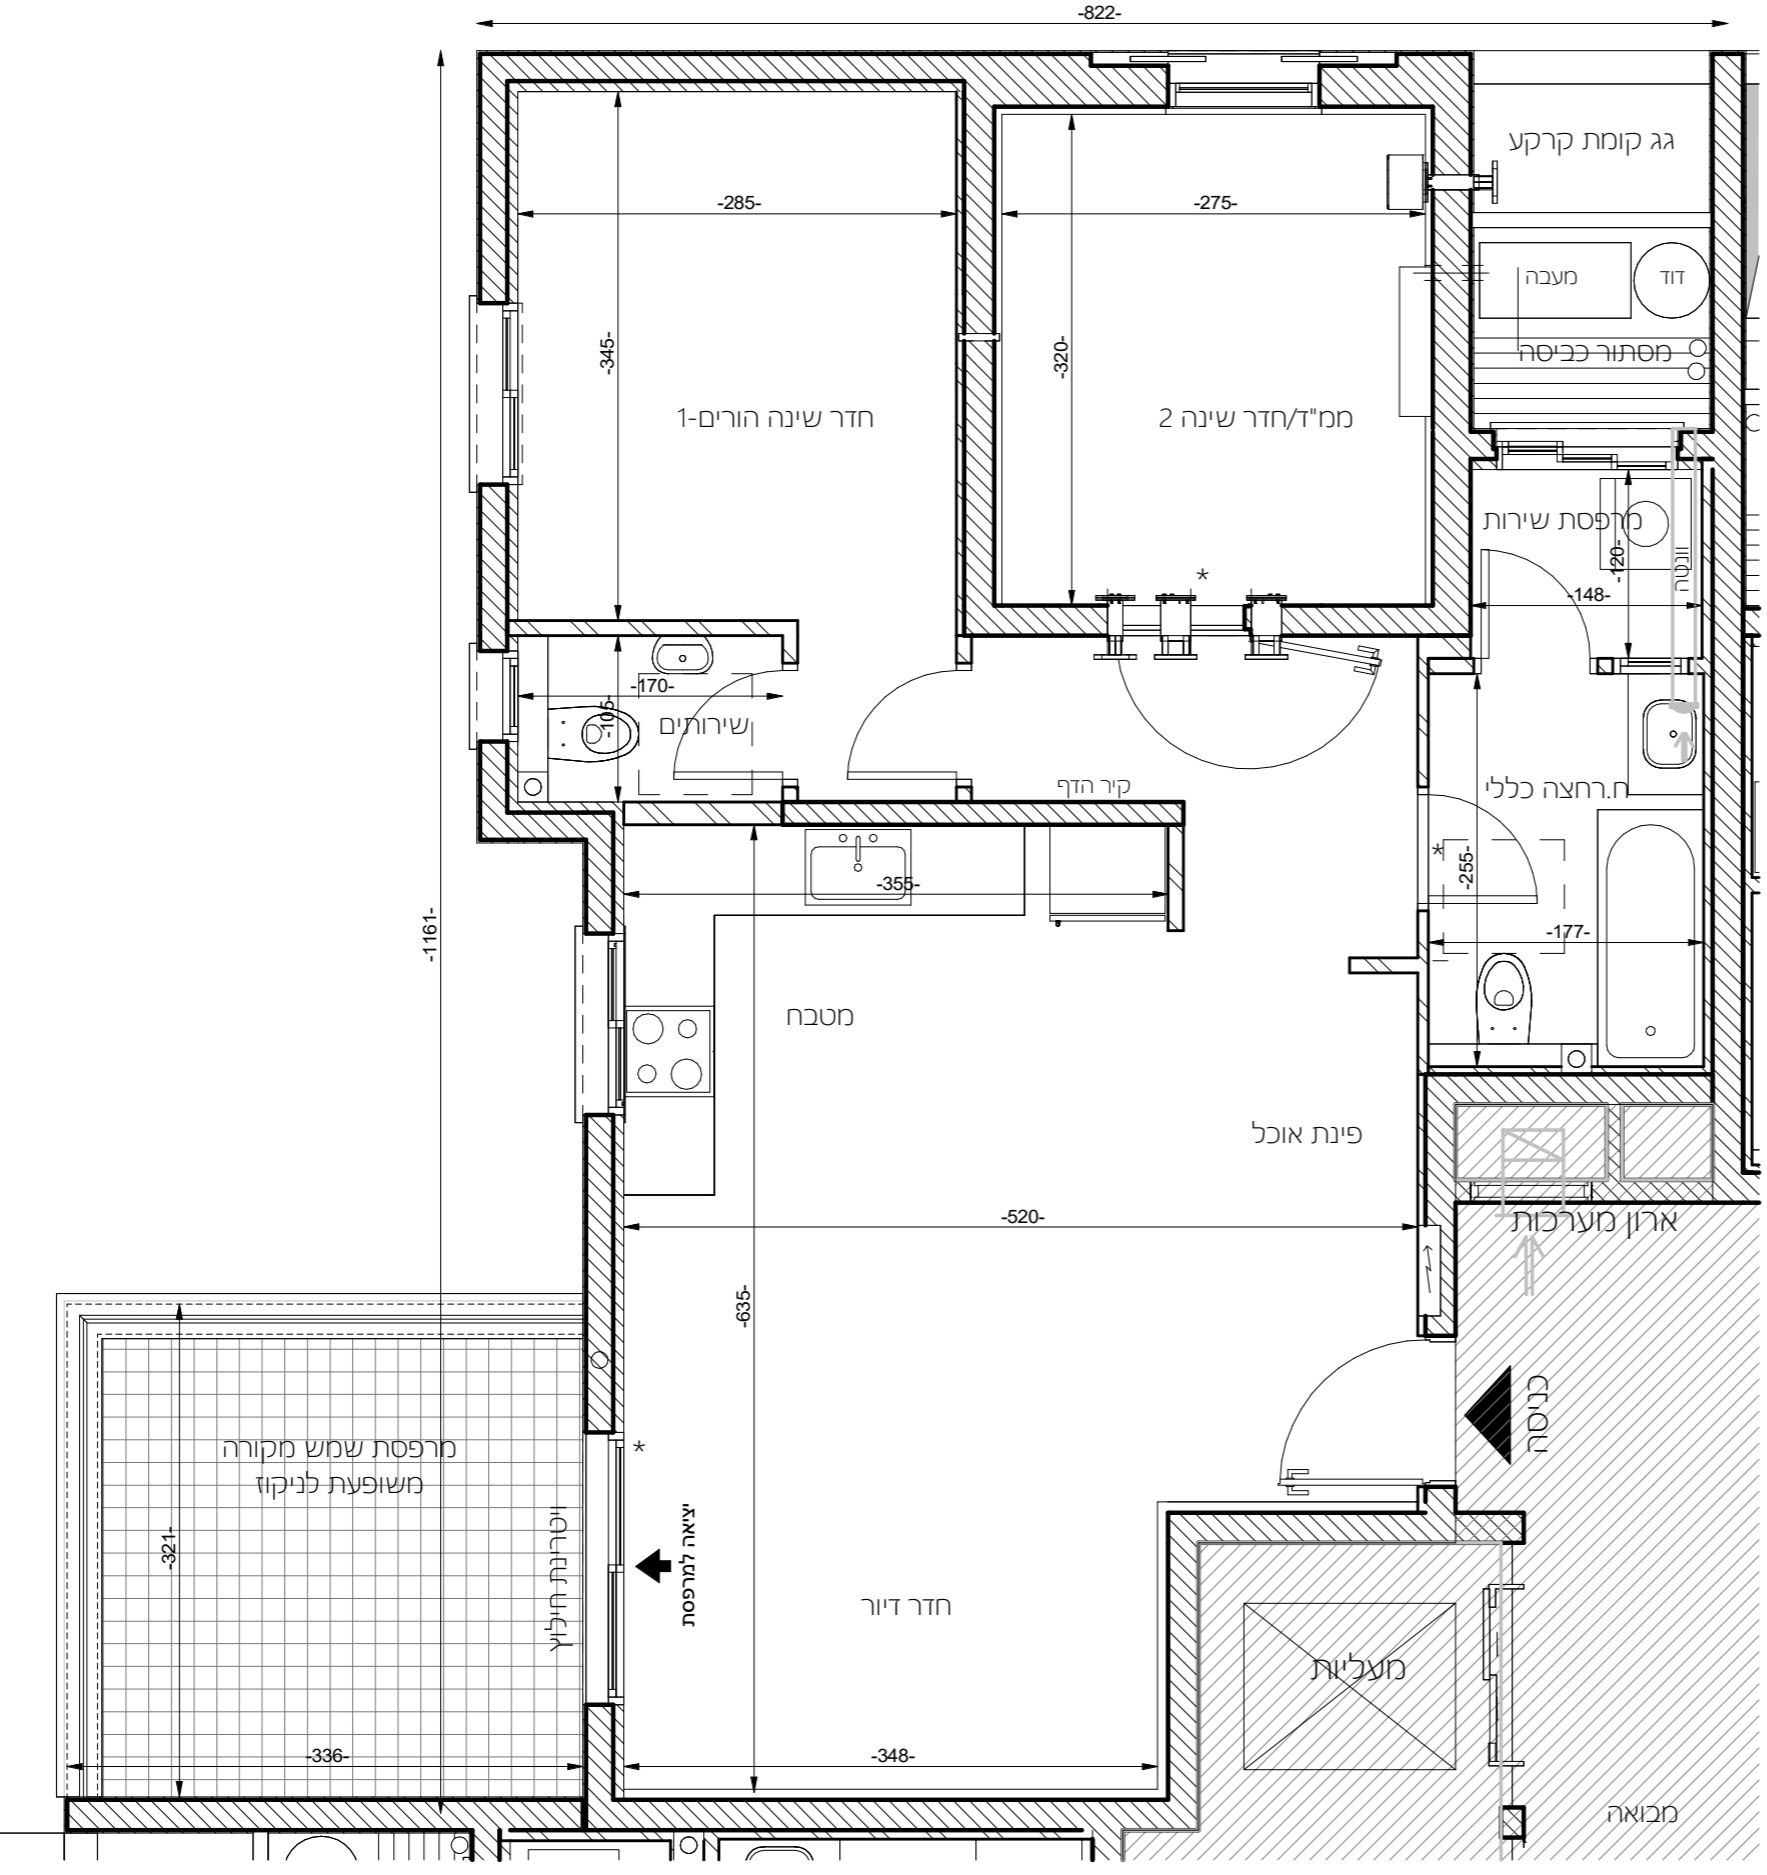 -822-
גג קומת קרקע
-285-
-275-
מעבה
דוד
-345-
-320-
מסתור כביסה
חדר שינה הורים-1
ממ"ד/חדר שינה 2
מרפסת שירות
-120-
וונטה
*
-148-
-170-
-105-
שירותים
קיר הדף
ח.רחצה כללי
*
-255-
-355-
-1161-
-177-
מטבח
פינת אוכל
-520-
ארון מערכות
-635-
כניסה
מרפסת שמש מקורה
משופעת לניקוז
*
-321-
ויטרינת חילוץ
יציאה למרפסת
חדר דיור
מעליות
-336-
-348-
מבואה